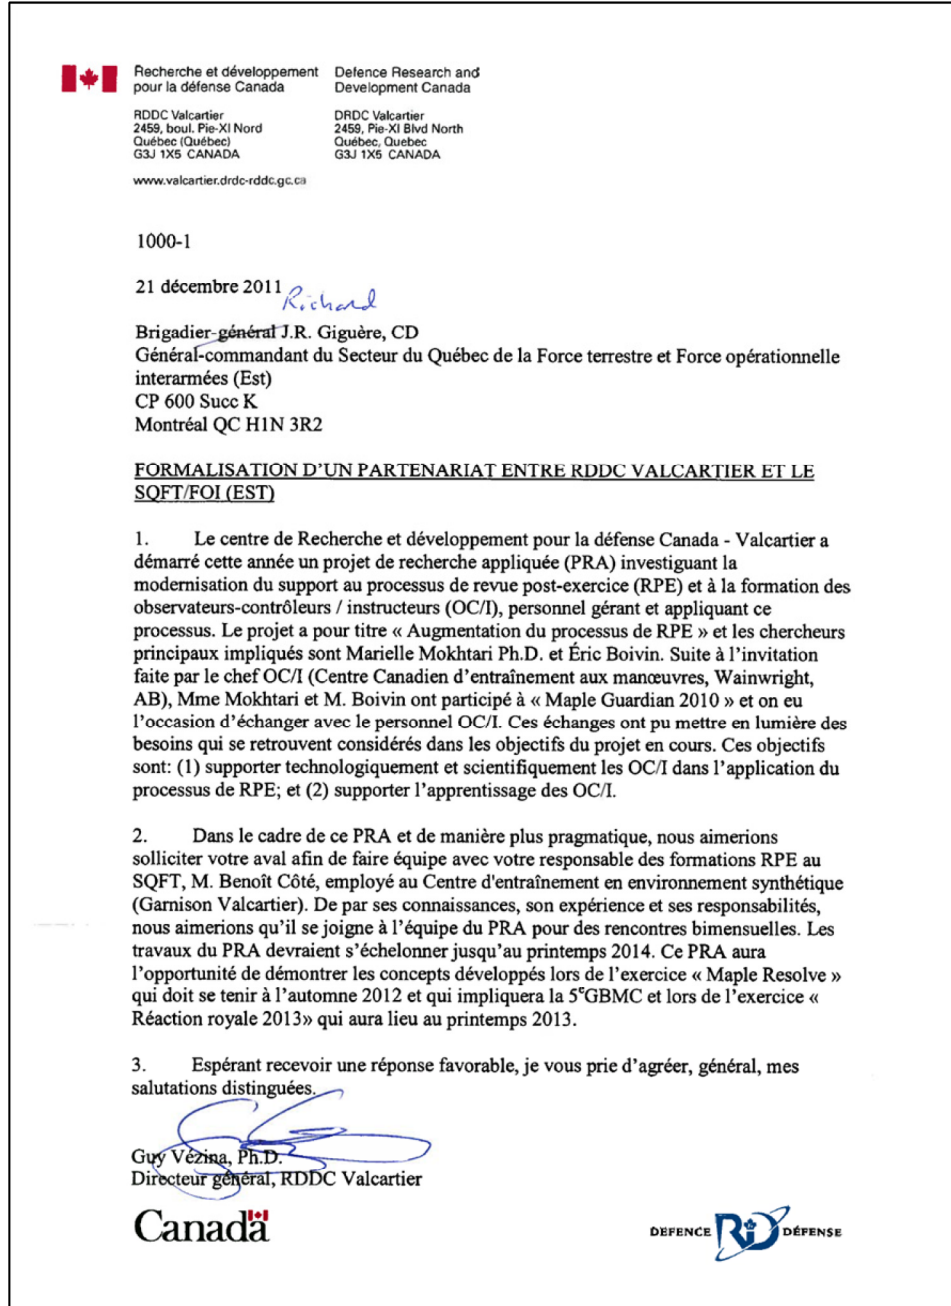 Recherche et développement
pour la défense Canada
Defence Research and
Development Canada
RDDC Valcartier
2459, boul. Pie-XI Nord
Québec (Québec)
G3J 1X5 CANADA
DRDC Valcartier
2459, Pie-XI Blvd North
Québec, Quebec
G3J 1X5 CANADA
www.valcartier.drdc-rddc.gc.ca
1000-1
21 décembre 2011
Richard
Brigadier-général J.R. Giguère, CD
Général-commandant du Secteur du Québec de la Force terrestre et Force opérationnelle
interarmées (Est)
CP 600 Succ K
Montréal QC H1N 3R2
FORMALISATION D'UN PARTENARIAT ENTRE RDDC VALCARTIER ET LE
SQFT/FOI (EST)
1. Le centre de Recherche et développement pour la défense Canada - Valcartier a
démarré cette année un projet de recherche appliquée (PRA) investiguant la
modernisation du support au processus de revue post-exercice (RPE) et à la formation des
observateurs-contrôleurs / instructeurs (OC/I), personnel gérant et appliquant ce
processus. Le projet a pour titre « Augmentation du processus de RPE » et les chercheurs
principaux impliqués sont Marielle Mokhtari Ph.D. et Éric Boivin. Suite à l'invitation
faite par le chef OC/I (Centre Canadien d'entraînement aux manœuvres, Wainwright,
AB), Mme Mokhtari et M. Boivin ont participé à « Maple Guardian 2010 » et on eu
l'occasion d'échanger avec le personnel OC/I. Ces échanges ont pu mettre en lumière des
besoins qui se retrouvent considérés dans les objectifs du projet en cours. Ces objectifs
sont: (1) supporter technologiquement et scientifiquement les OC/I dans l'application du
processus de RPE; et (2) supporter l'apprentissage des OC/I.
2. Dans le cadre de ce PRA et de manière plus pragmatique, nous aimerions
solliciter votre aval afin de faire équipe avec votre responsable des formations RPE au
SQFT, M. Benoît Côté, employé au Centre d'entraînement en environnement synthétique
(Garnison Valcartier). De par ses connaissances, son expérience et ses responsabilités,
nous aimerions qu'il se joigne à l'équipe du PRA pour des rencontres bimensuelles. Les
travaux du PRA devraient s'échelonner jusqu'au printemps 2014. Ce PRA aura
l'opportunité de démontrer les concepts développés lors de l'exercice « Maple Resolve »
qui doit se tenir à l'automne 2012 et qui impliquera la 5eGBMC et lors de l'exercice «
Réaction royale 2013» qui aura lieu au printemps 2013.
3. Espérant recevoir une réponse favorable, je vous prie d'agréer, général, mes
salutations distinguées.
Guy Vézina, Ph.D.
Directeur général, RDDC Valcartier
Canada
DEFENCE R&D DÉFENSE